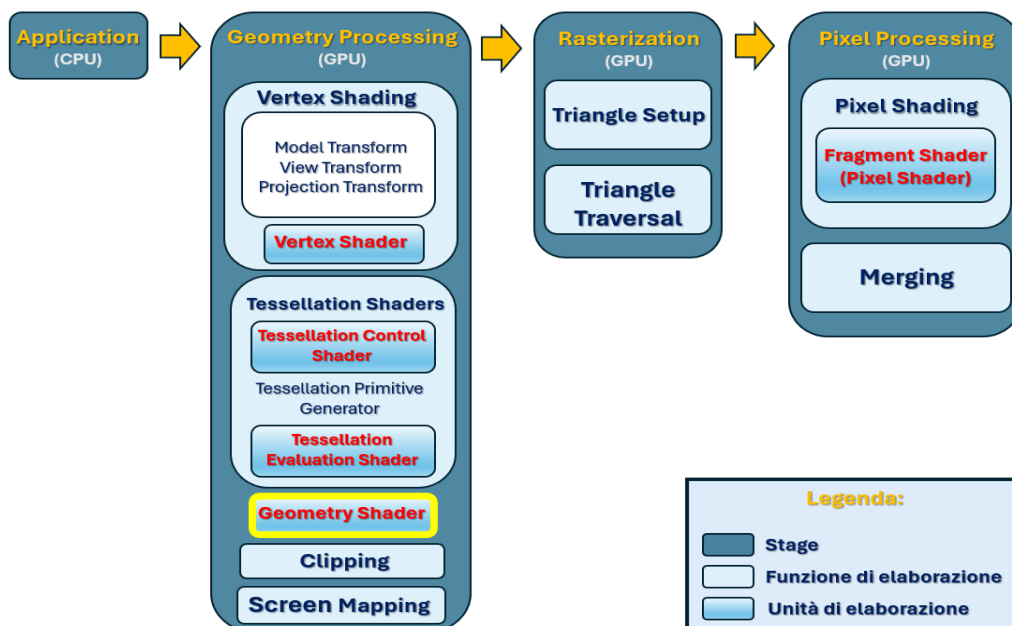 Application
(CPU)
Geometry Processing
(GPU)
Vertex Shading
Model Transform
View Transform
Projection Transform
Vertex Shader
Tessellation Shaders
Tessellation Control
Shader
Tessellation Primitive
Generator
Tessellation
Evaluation Shader
Geometry Shader
Clipping
Screen Mapping
Rasterization
(GPU)
Triangle Setup
Triangle
Traversal
Pixel Processing
(GPU)
Pixel Shading
Fragment Shader
(Pixel Shader)
Merging
Legenda:
Stage
Funzione di elaborazione
Unità di elaborazione